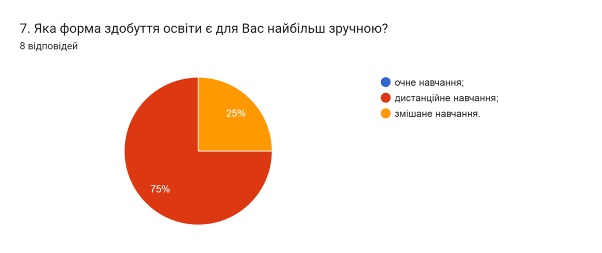 7. Яка форма здобуття освіти є для Вас найбільш зручною?
8 відповідей
очне навчання;
дистанційне навчання;
змішане навчання.
25%
75%